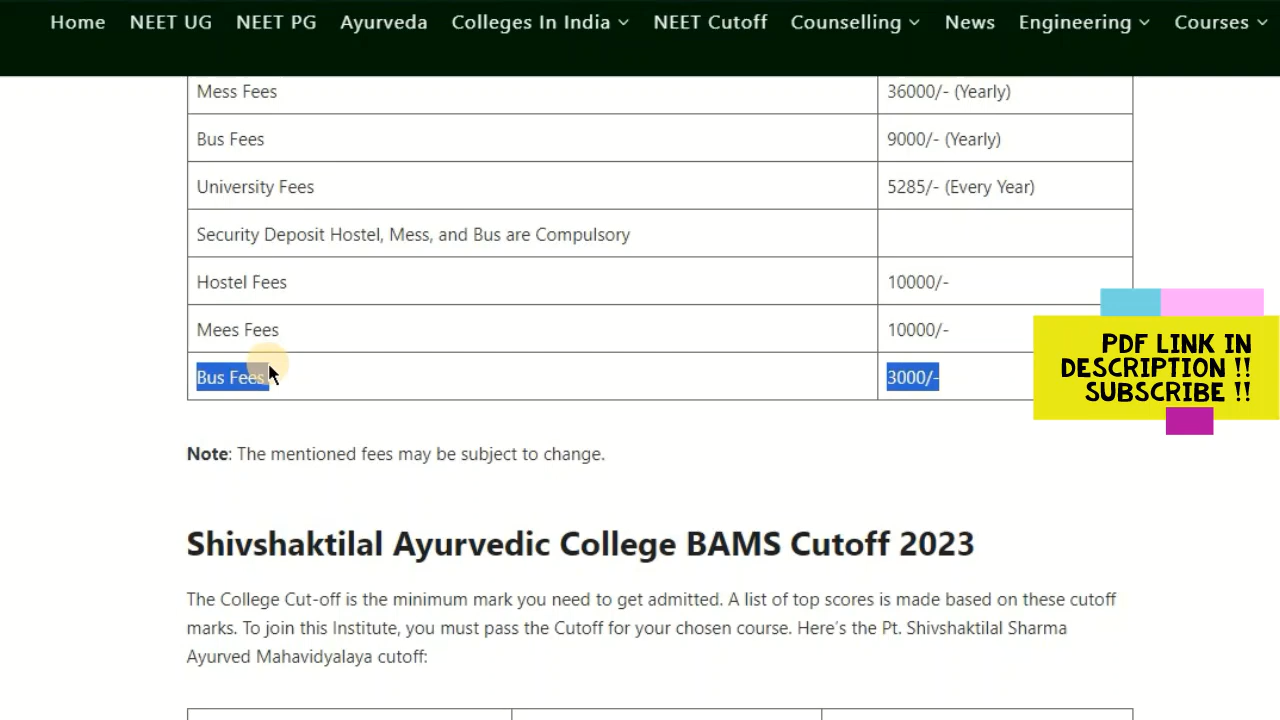 Home NEET UG NEET PG Ayurveda Colleges In India NEET Cutoff Counselling News Engineering Courses
Mess Fees 36000/- (Yearly)
Bus Fees 9000/- (Yearly)
University Fees 5285/- (Every Year)
Security Deposit Hostel, Mess, and Bus are Compulsory
Hostel Fees 10000/-
Mees Fees 10000/-
Bus Fees 3000/-
PDF LINK IN
DESCRIPTION !!
SUBSCRIBE !!
Note: The mentioned fees may be subject to change.
Shivshaktilal Ayurvedic College BAMS Cutoff 2023
The College Cut-off is the minimum mark you need to get admitted. A list of top scores is made based on these cutoff
marks. To join this Institute, you must pass the Cutoff for your chosen course. Here's the Pt. Shivshaktilal Sharma
Ayurved Mahavidyalaya cutoff: